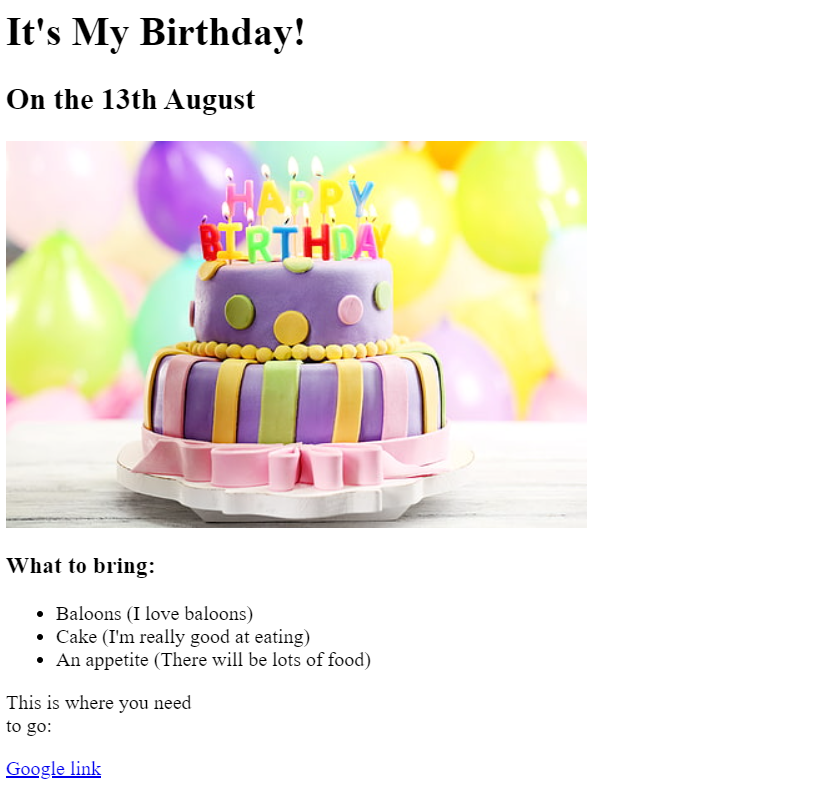 It's My Birthday!
On the 13th August
HAPPY
BIRTHDAY
What to bring:
Baloons (I love baloons)
Cake (I'm really good at eating)
An appetite (There will be lots of food)
This is where you need
to go:
Google link